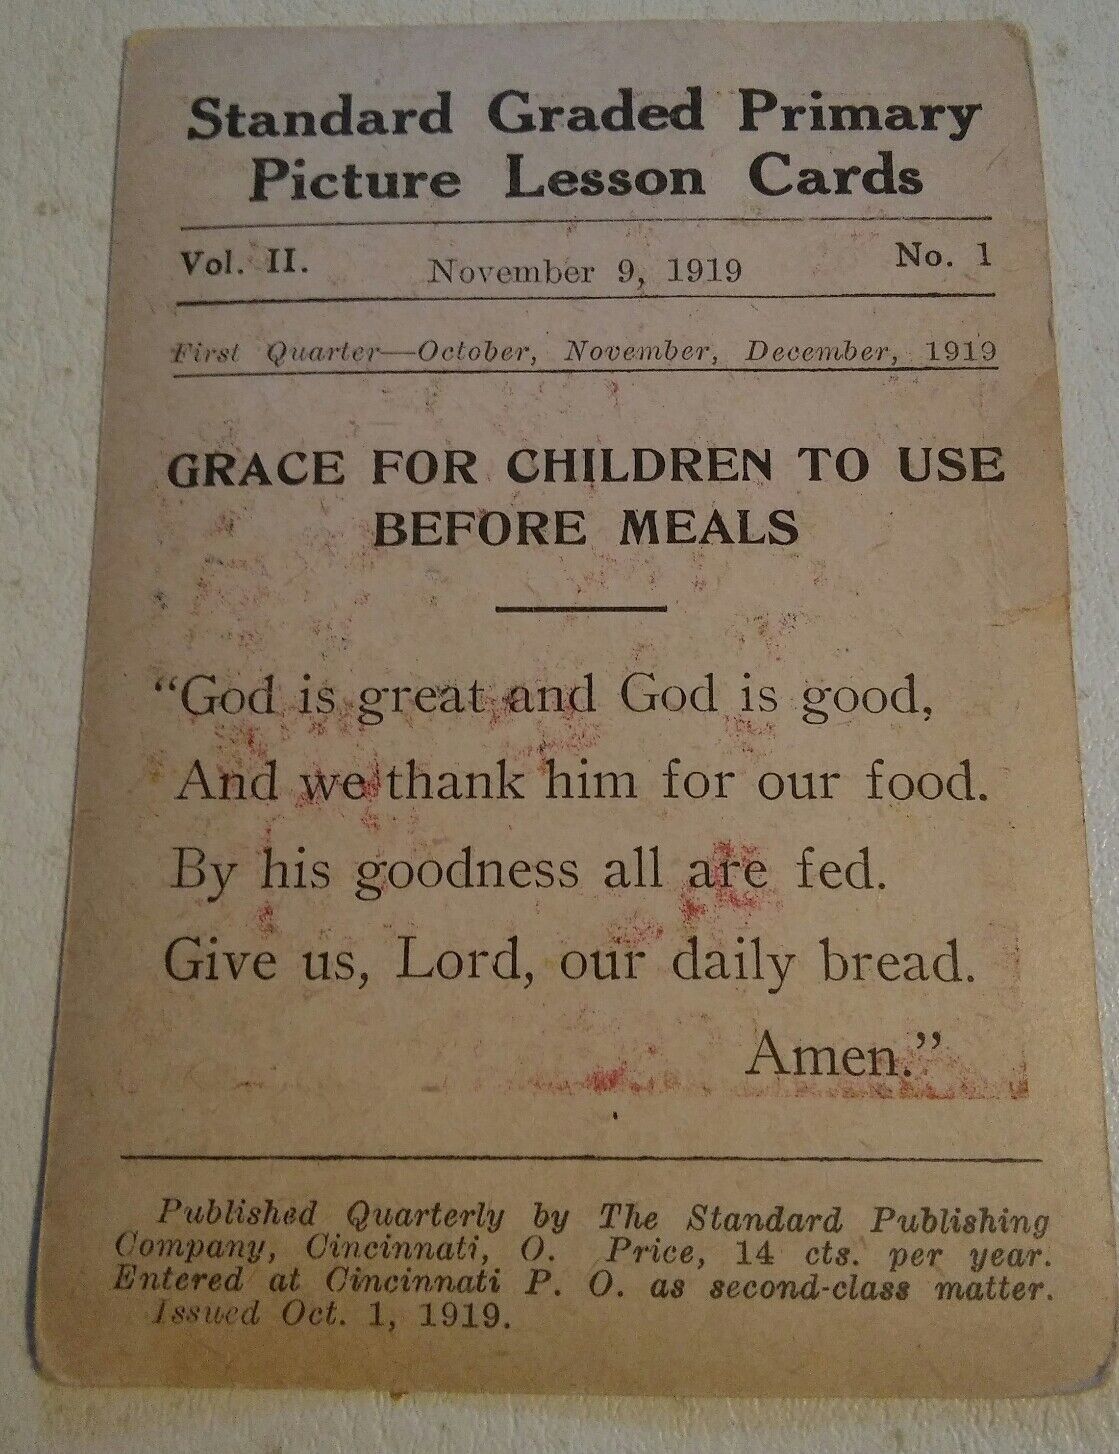 Standard Graded Primary
Picture Lesson Cards
Vol. II. November 9, 1919 No. 1
First Quarter—October, November, December, 1919
GRACE FOR CHILDREN TO USE
BEFORE MEALS
“God is great and God is good,
And we thank him for our food.
By his goodness all are fed.
Give us, Lord, our daily bread.
Amen.”
Published Quarterly by The Standard Publishing
Company, Cincinnati, O. Price, 14 cts. per year.
Entered at Cincinnati P. O. as second-class matter.
Issued Oct. 1, 1919.